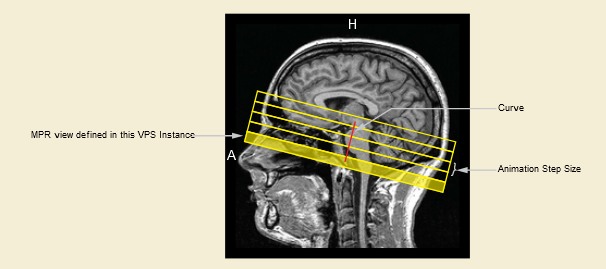 H
Curve
MPR view defined in this VPS Instance
A
Animation Step Size